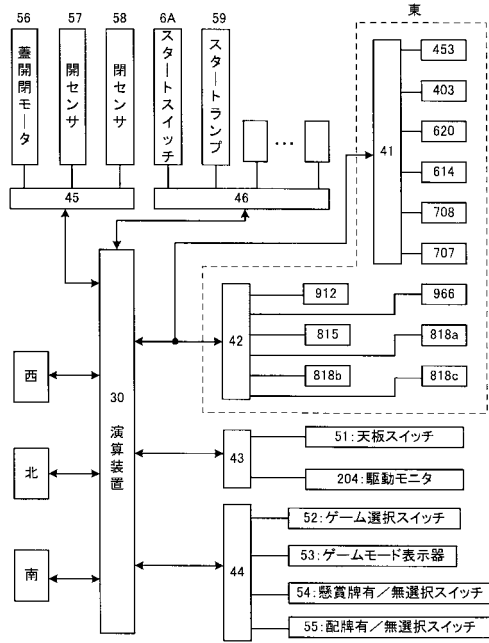 東
56
57
58
6A
59
蓋開閉モータ
開センサ
閉センサ
スタートスイッチ
スタートランプ
…
45
46
41
453
403
620
614
708
707
42
912
966
815
818a
818b
818c
30
演算装置
西
北
南
43
51:天板スイッチ
204:駆動モニタ
44
52:ゲーム選択スイッチ
53:ゲームモード表示器
54:懸賞牌有/無選択スイッチ
55:配牌有/無選択スイッチ